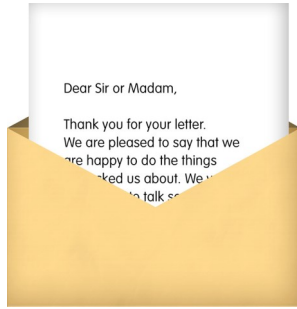 Dear Sir or Madam,
Thank you for your letter.
We are pleased to say that we
are happy to do the things
us about. We
to talk